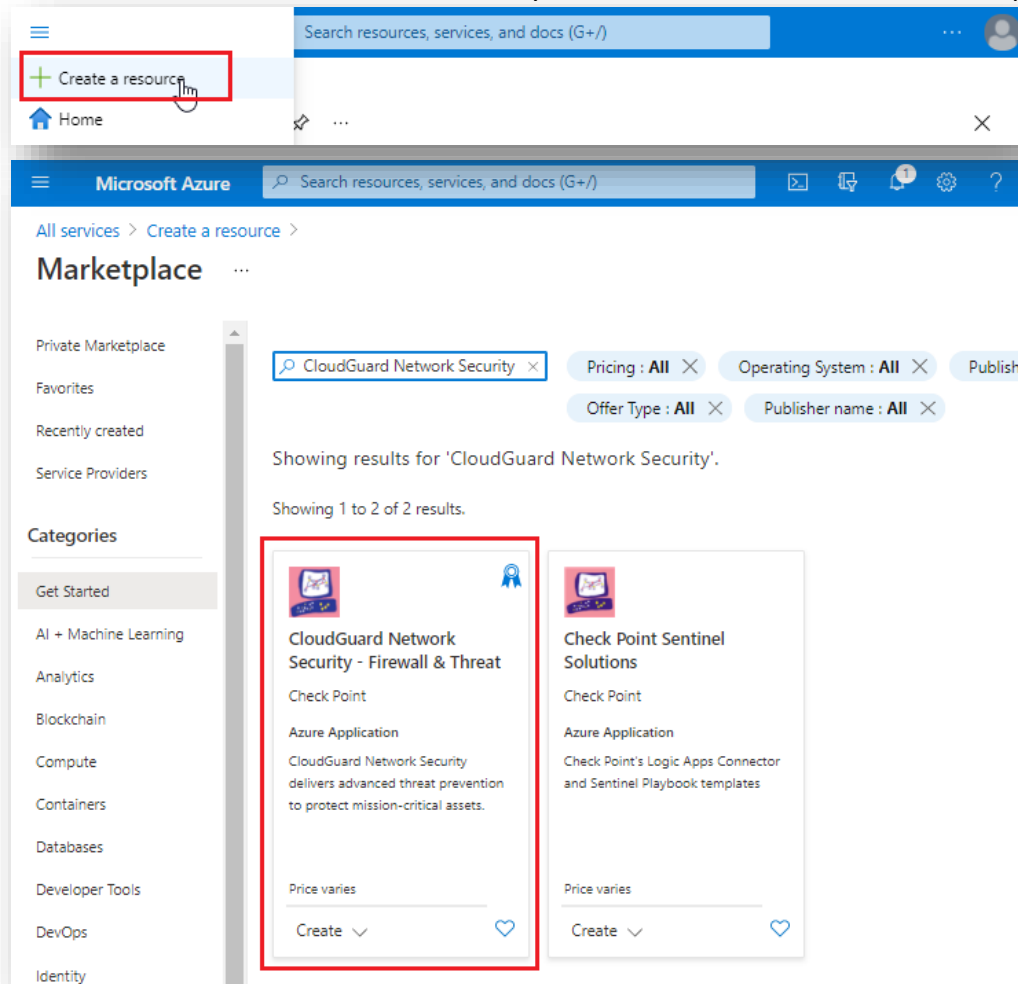 Search resources, services, and docs (G+/)
...
Create a resource
Home
...
Microsoft Azure
Search resources, services, and docs (G+/)
1
?
All services > Create a resource >
Marketplace ...
Private Marketplace
Favorites
Recently created
Service Providers
Categories
Get Started
AI + Machine Learning
Analytics
Blockchain
Compute
Containers
Databases
Developer Tools
DevOps
Identity
CloudGuard Network Security
Pricing : All
Operating System : All
Publish
Offer Type : All
Publisher name : All
Showing results for 'CloudGuard Network Security'.
Showing 1 to 2 of 2 results.
CloudGuard Network
Security - Firewall & Threat
Check Point
Azure Application
CloudGuard Network Security
delivers advanced threat prevention
to protect mission-critical assets.
Price varies
Create
Check Point Sentinel
Solutions
Check Point
Azure Application
Check Point's Logic Apps Connector
and Sentinel Playbook templates
Price varies
Create